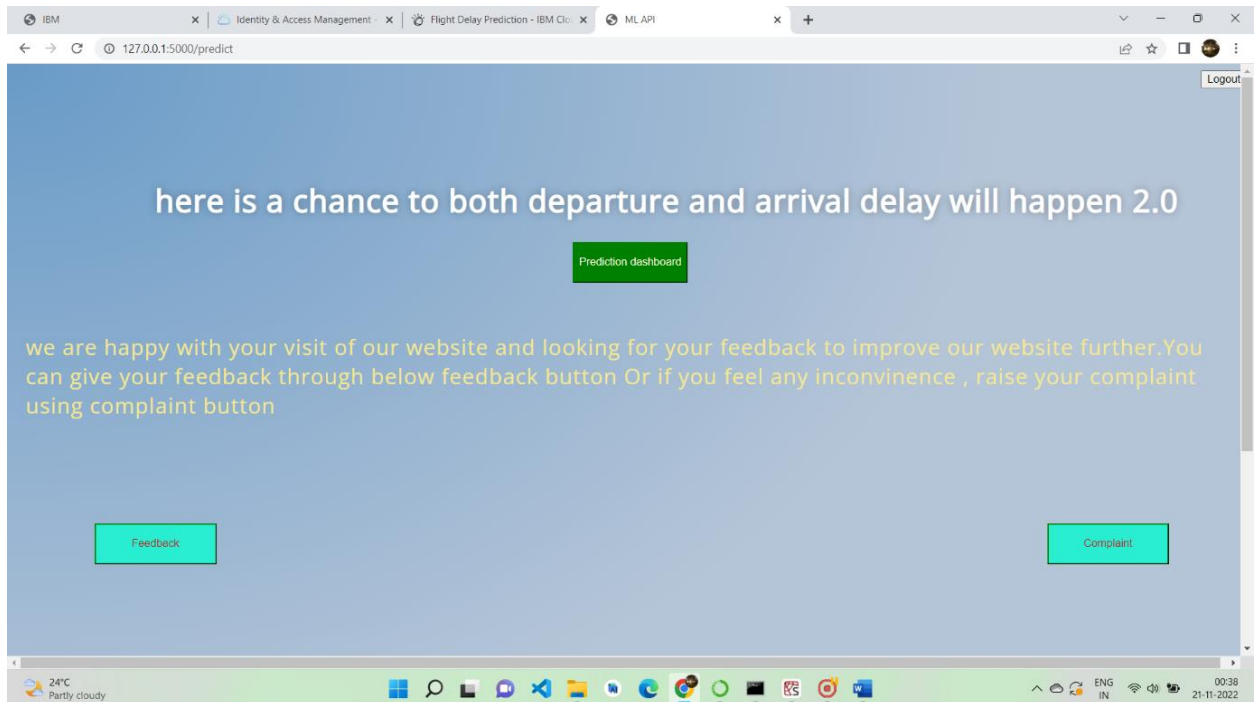 IBM
Identity & Access Management -
Flight Delay Prediction - IBM Clo
ML API
127.0.0.1:5000/predict
Logout
here is a chance to both departure and arrival delay will happen 2.0
Prediction dashboard
we are happy with your visit of our website and looking for your feedback to improve our website further.You
can give your feedback through below feedback button Or if you feel any inconvinence , raise your complaint
using complaint button
Feedback
Complaint
24°C
Partly cloudy
ENG
IN
00:38
21-11-2022